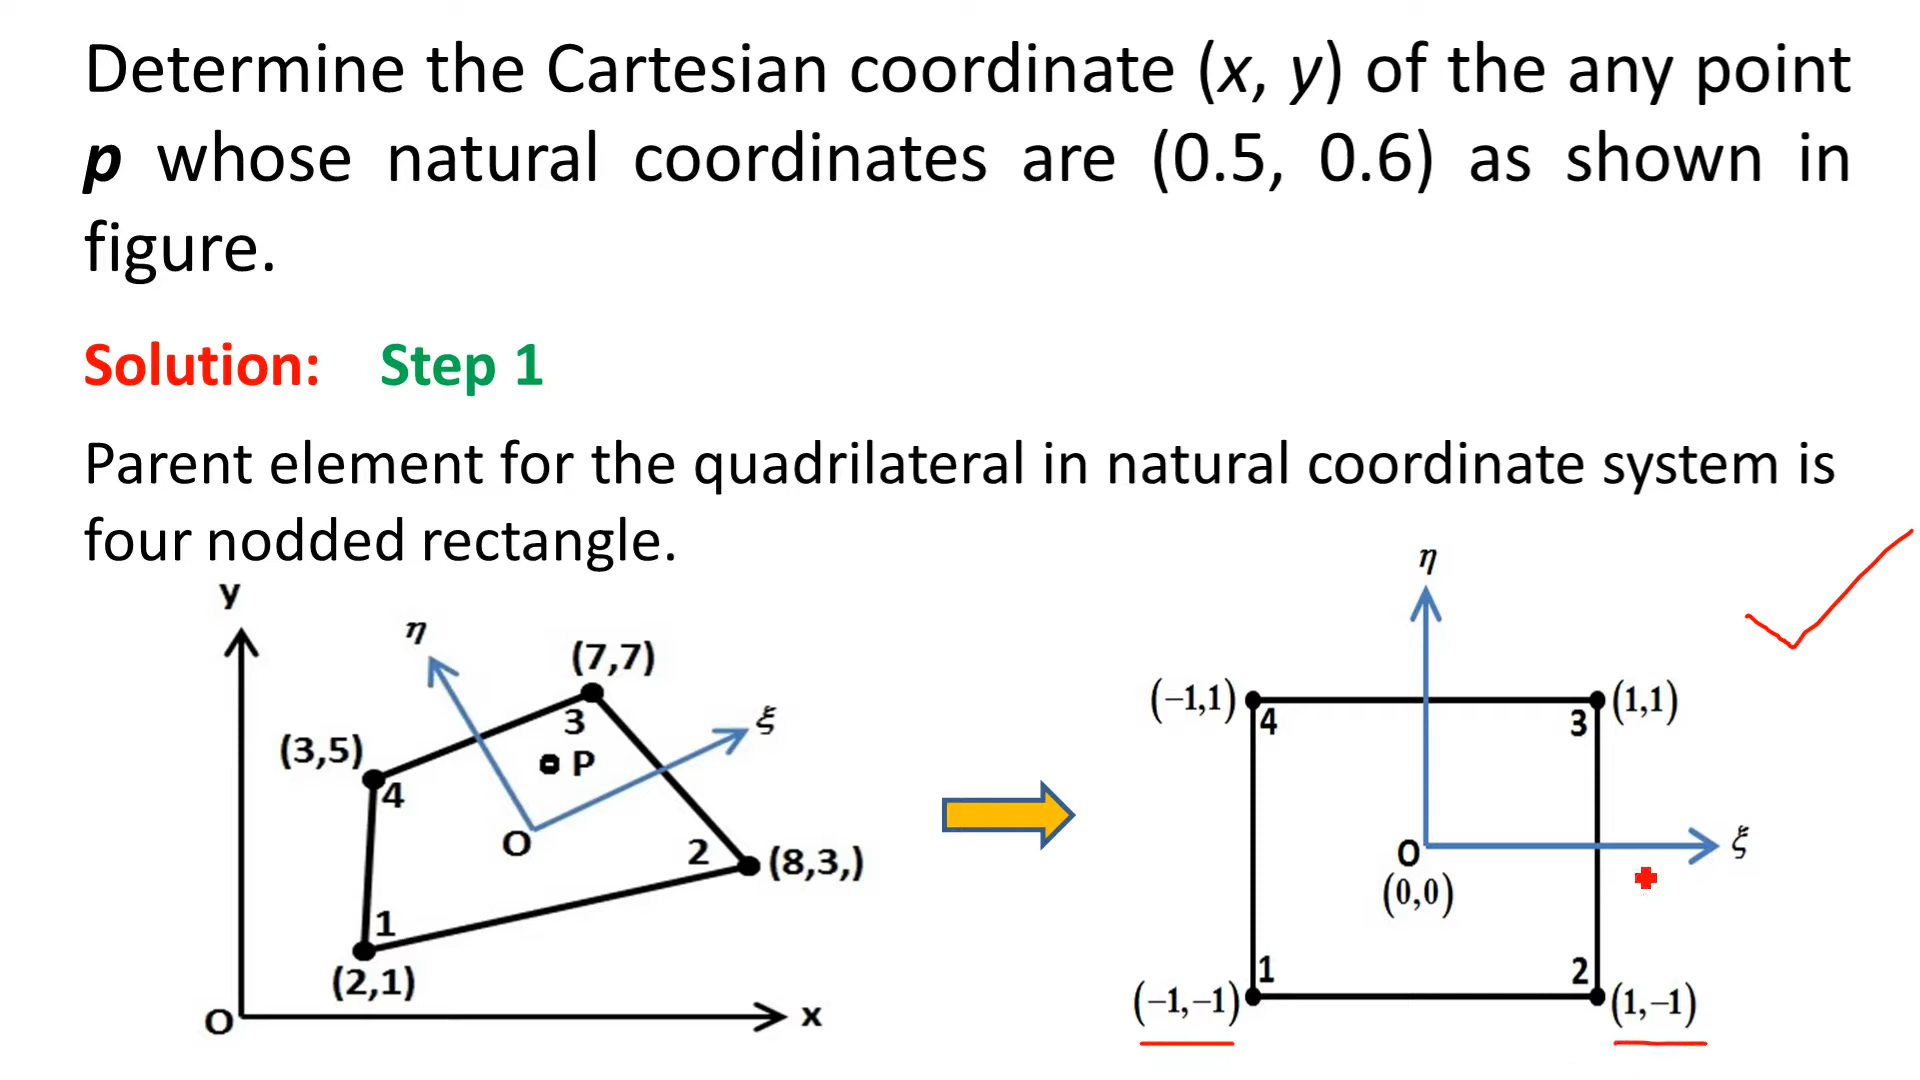 Determine the Cartesian coordinate (x, y) of the any point
p whose natural coordinates are (0.5, 0.6) as shown in
figure.
Solution: Step 1
Parent element for the quadrilateral in natural coordinate system is
four nodded rectangle.
y
η
(7,7)
3
ξ
(3,5)
P
4
O
2
(8,3,)
1
(2,1)
O
x
η
(−1,1)
4
3
(1,1)
O
ξ
(0,0)
1
2
(−1,−1)
(1,−1)